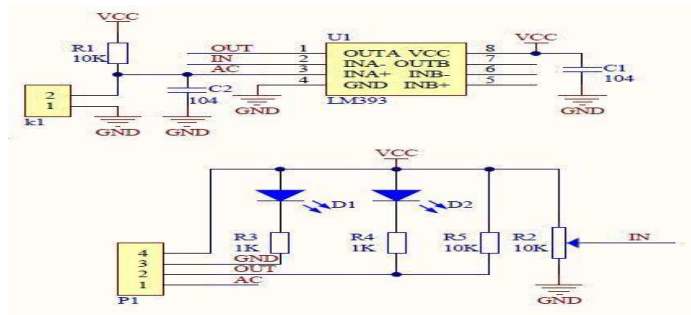 VCC
R1
10K
2
1
k1
GND
C2
104
GND
OUT
IN
AC
GND
U1
1
2
3
4
OUTA VCC
INA- OUTB
INA+ INB-
GND INB+
8
7
6
5
LM393
VCC
C1
104
GND
VCC
D1
D2
R3
1K
R4
1K
R5
10K
R2
10K
IN
GND
4
3
2
1
P1
GND
OUT
AC